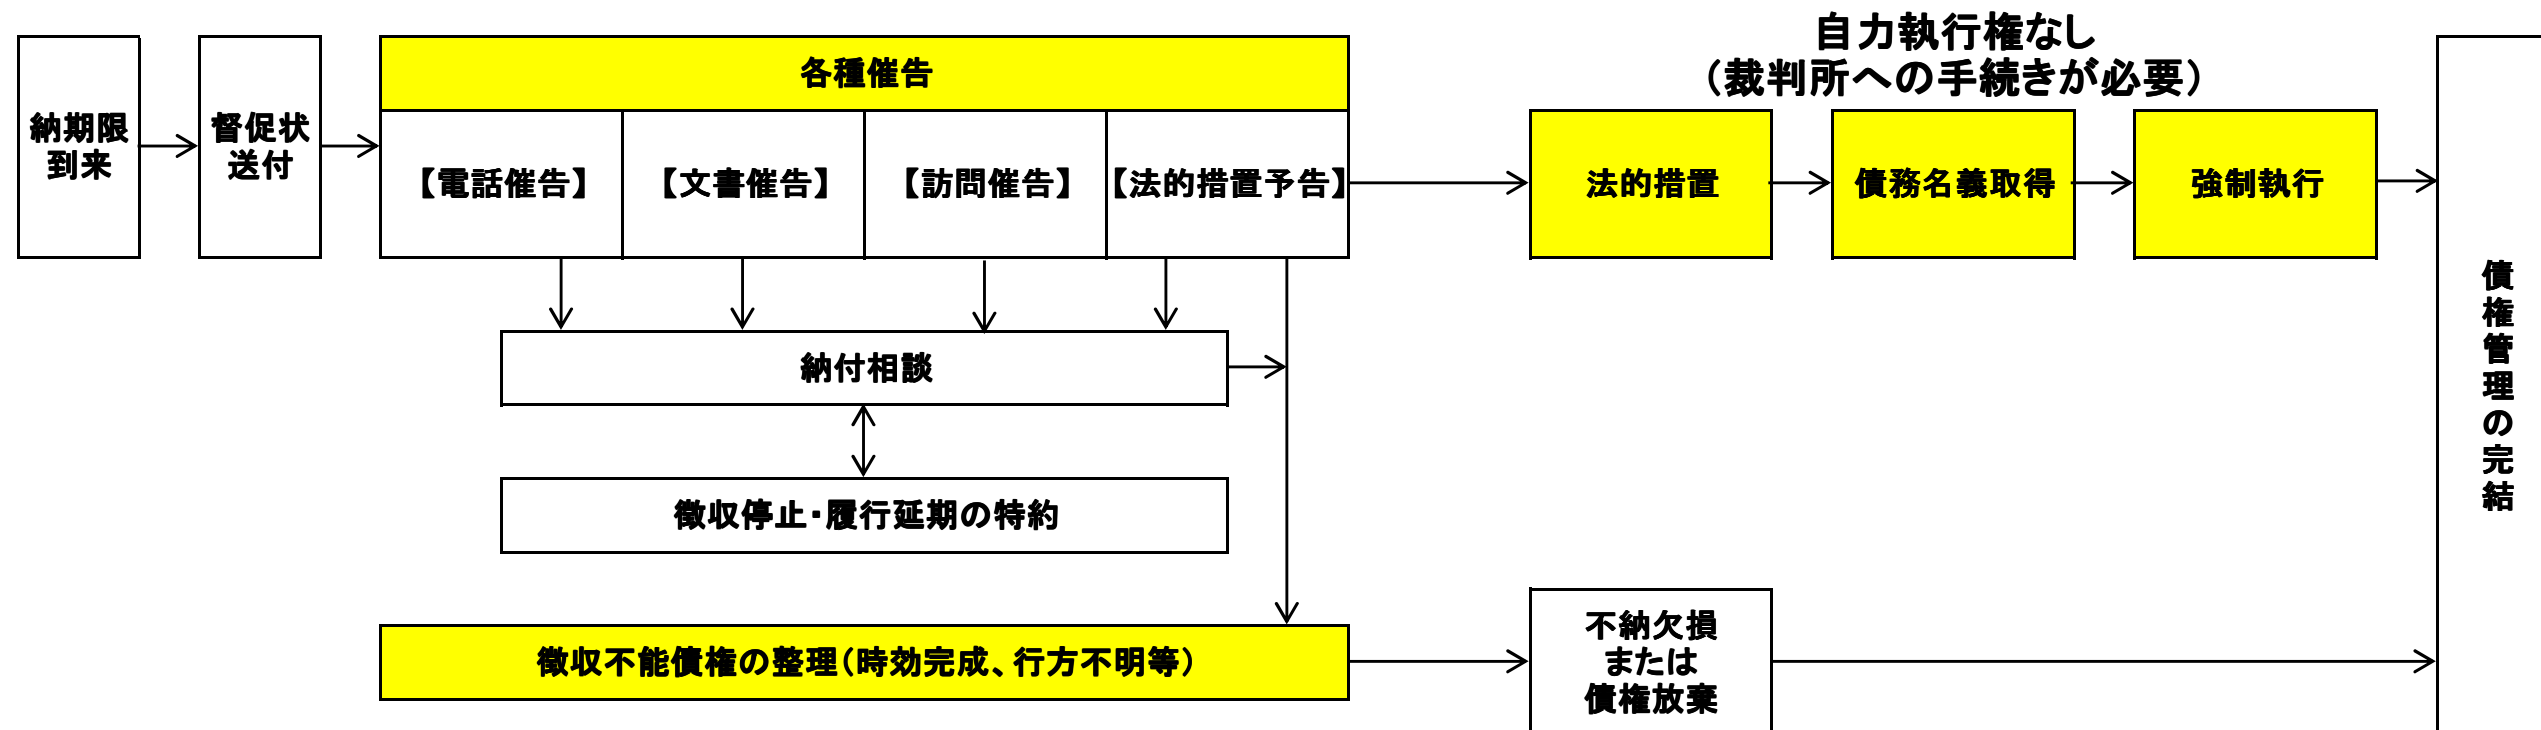 自力執行権なし
（裁判所への手続きが必要）
納期限
到来
督促状
送付
各種催告
【電話催告】
【文書催告】
【訪問催告】
【法的措置予告】
法的措置
債務名義取得
強制執行
納付相談
徴収停止・履行延期の特約
徴収不能債権の整理（時効完成、行方不明等）
不納欠損
または
債権放棄
債権管理の完結